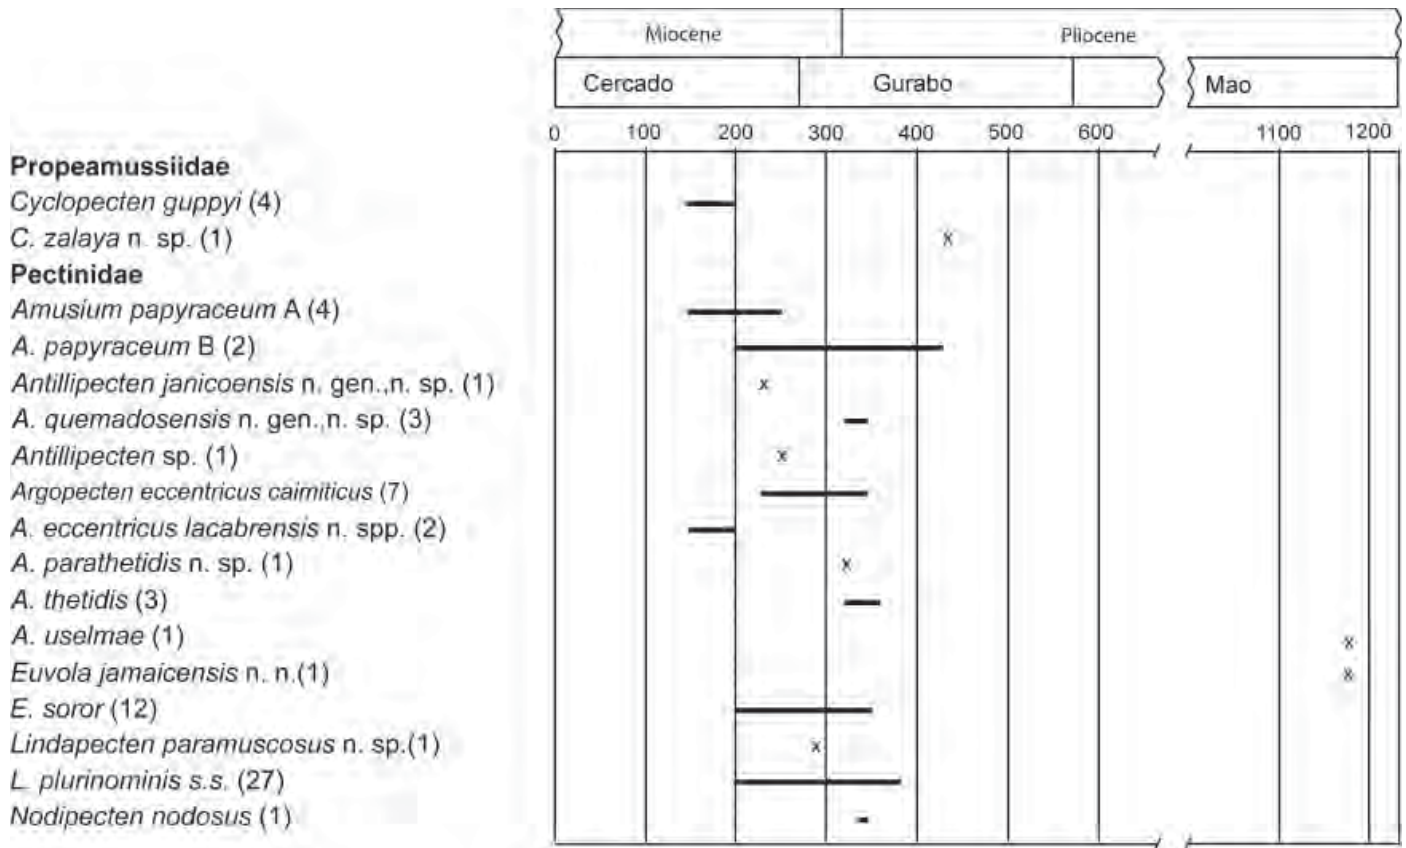 Miocene Pliocene
Cercado Gurabo Mao
0 100 200 300 400 500 600 1100 1200
Propeamussiidae
Cyclopecten guppyi (4)
C. zalaya n. sp. (1) x
Pectinidae
Amusium papyraceum A (4)
A. papyraceum B (2)
Antillipecten janicoensis n. gen.,n. sp. (1) x
A. quemadosensis n. gen.,n. sp. (3)
Antillipecten sp. (1) x
Argopecten eccentricus caimiticus (7)
A. eccentricus lacabrensis n. spp. (2)
A. parathetidis n. sp. (1) x
A. thetidis (3)
A. uselmae (1) x
Euvola jamaicensis n. n.(1) x
E. soror (12)
Lindapecten paramuscosus n. sp.(1) x
L. plurinominis s.s. (27)
Nodipecten nodosus (1)